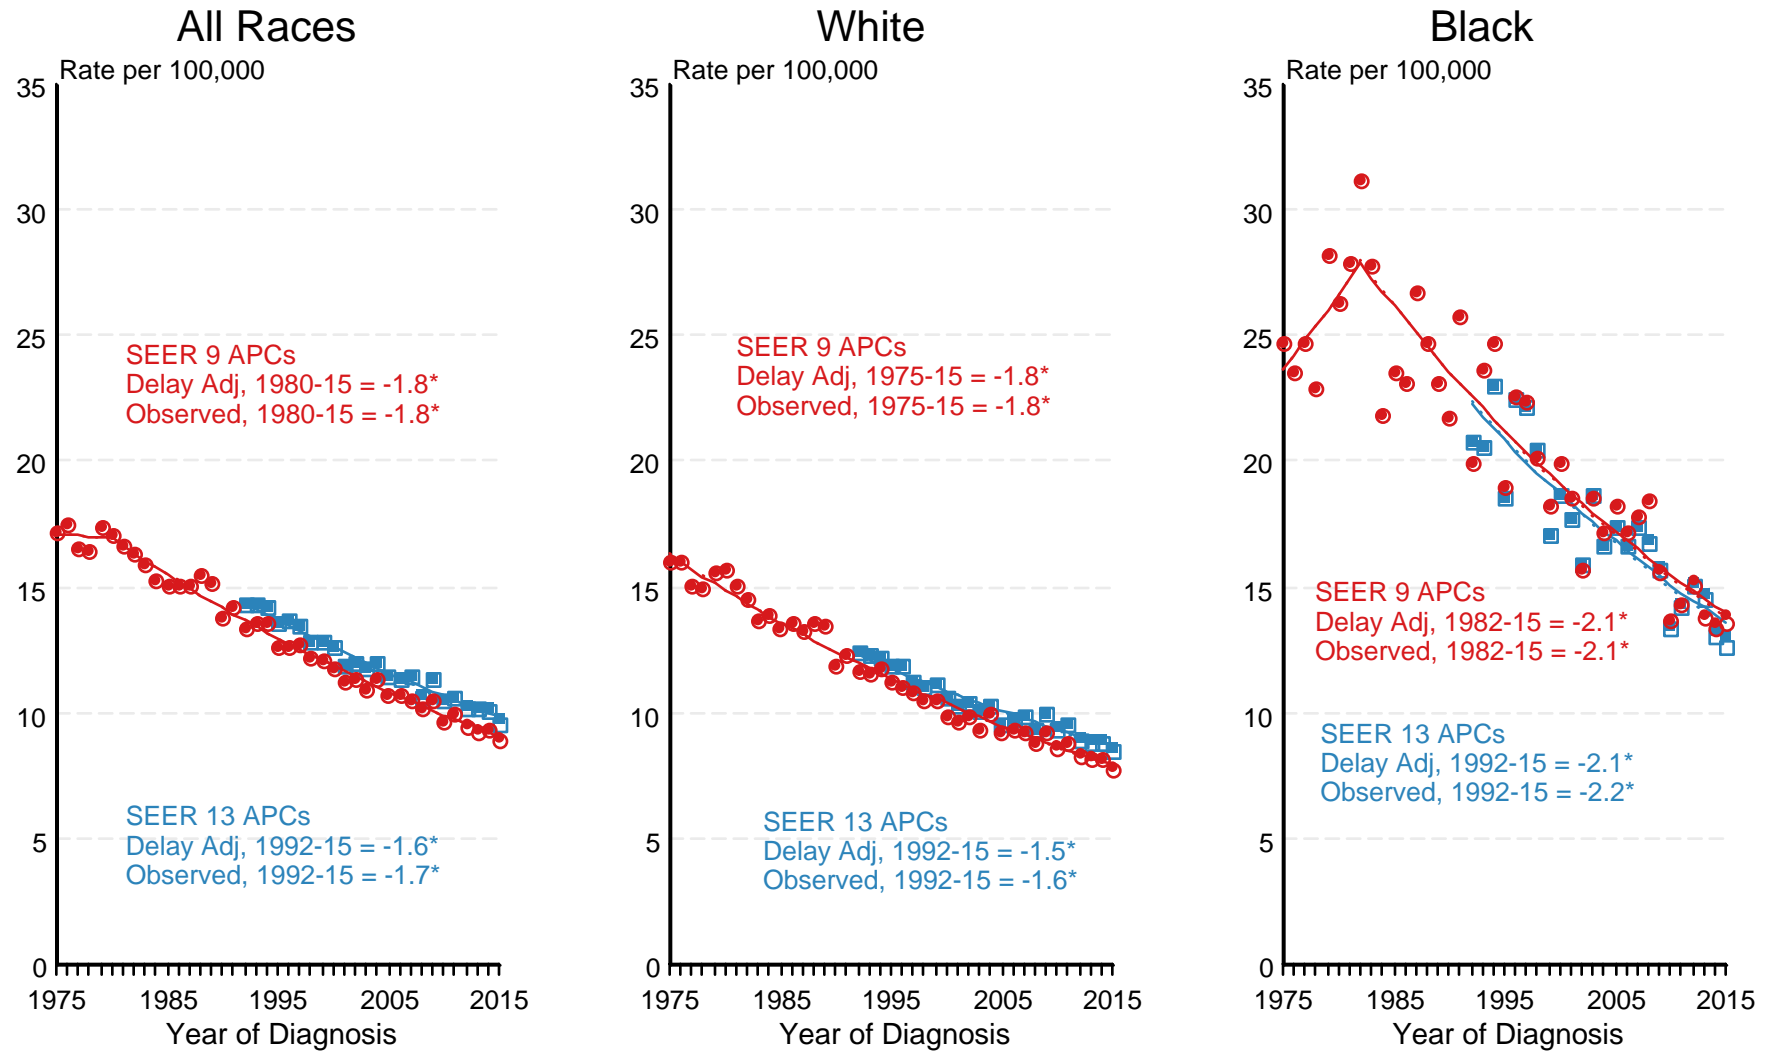 All Races
Rate per 100,000
35
30
25
20
15
10
5
0
SEER 9 APCs
Delay Adj, 1980-15 = -1.8*
Observed, 1980-15 = -1.8*
SEER 13 APCs
Delay Adj, 1992-15 = -1.6*
Observed, 1992-15 = -1.7*
1975 1985 1995 2005 2015
Year of Diagnosis
White
Rate per 100,000
35
30
25
20
15
10
5
0
SEER 9 APCs
Delay Adj, 1975-15 = -1.8*
Observed, 1975-15 = -1.8*
SEER 13 APCs
Delay Adj, 1992-15 = -1.5*
Observed, 1992-15 = -1.6*
1975 1985 1995 2005 2015
Year of Diagnosis
Black
Rate per 100,000
35
30
25
20
15
10
5
0
SEER 9 APCs
Delay Adj, 1982-15 = -2.1*
Observed, 1982-15 = -2.1*
SEER 13 APCs
Delay Adj, 1992-15 = -2.1*
Observed, 1992-15 = -2.2*
1975 1985 1995 2005 2015
Year of Diagnosis